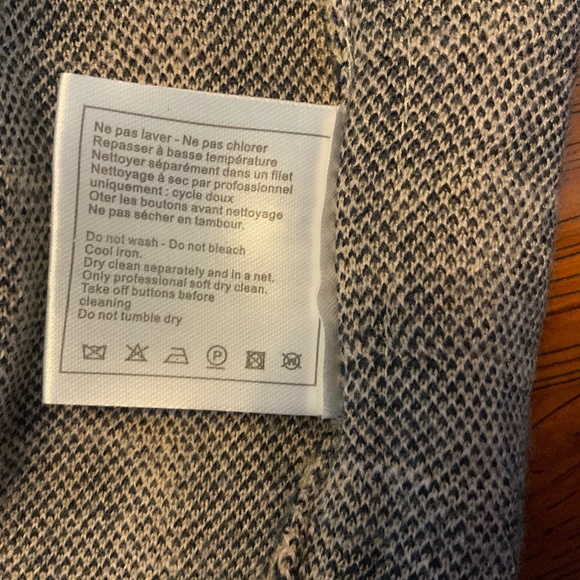 Ne pas laver - Ne pas chlorer
Repasser à basse température
Nettoyer séparément dans un filet
Nettoyage à sec par professionnel
uniquement : cycle doux
Oter les boutons avant nettoyage
Ne pas sécher en tambour.
Do not wash - Do not bleach
Cool iron.
Dry clean separately and in a net.
Only professional soft dry clean.
Take off buttons before
cleaning
Do not tumble dry
P W